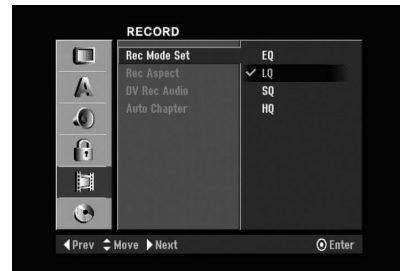 RECORD
Rec Mode Set EQ
Rec Aspect ✓ LQ
DV Rec Audio SQ
Auto Chapter HQ
Prev Move Next Enter